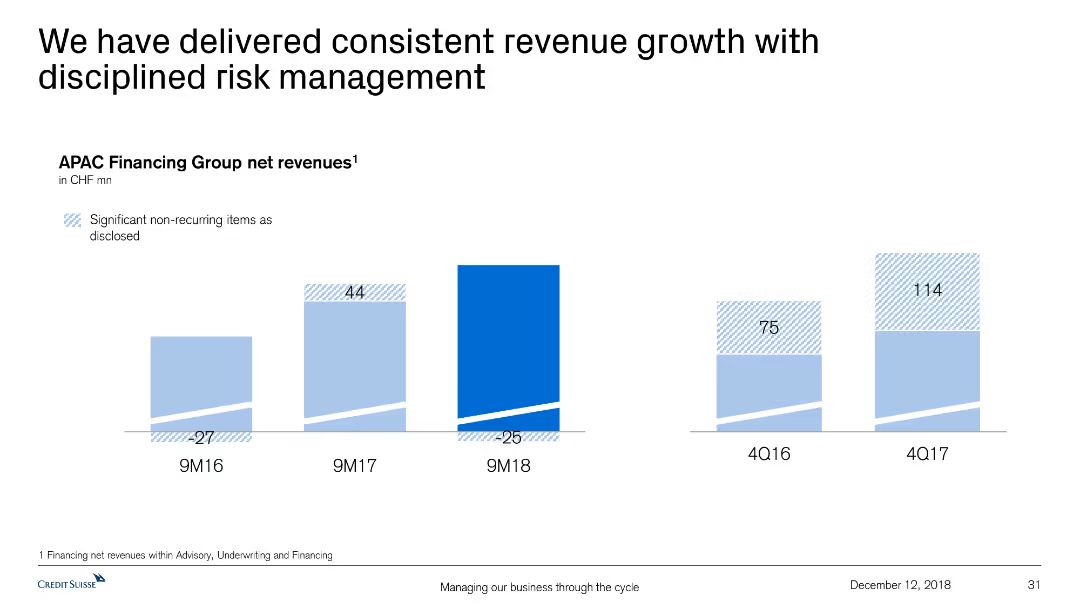 We have delivered consistent revenue growth with
disciplined risk management
APAC Financing Group net revenues¹
in CHF mn
Significant non-recurring items as
disclosed
44
-27
-25
9M16
9M17
9M18
75
114
4Q16
4Q17
1 Financing net revenues within Advisory, Underwriting and Financing
CREDIT SUISSE
Managing our business through the cycle
December 12, 2018
31